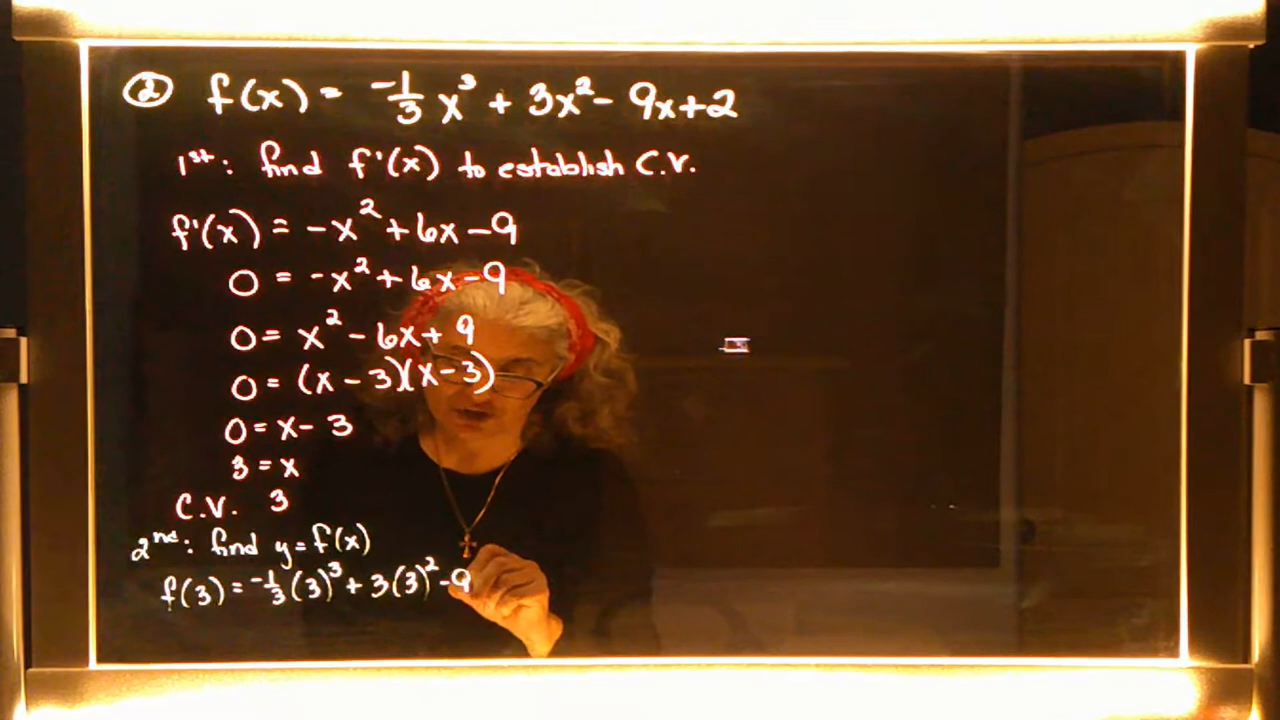 ② f(x) = -1/3 x³ + 3x² - 9x + 2
1st: find f'(x) to establish C.V.
f'(x) = -x² + 6x - 9
0 = -x² + 6x - 9
0 = x² - 6x + 9
0 = (x - 3)(x - 3)
0 = x - 3
3 = x
C.V. 3
2nd: find y = f(x)
f(3) = -1/3 (3)³ + 3(3)² - 9